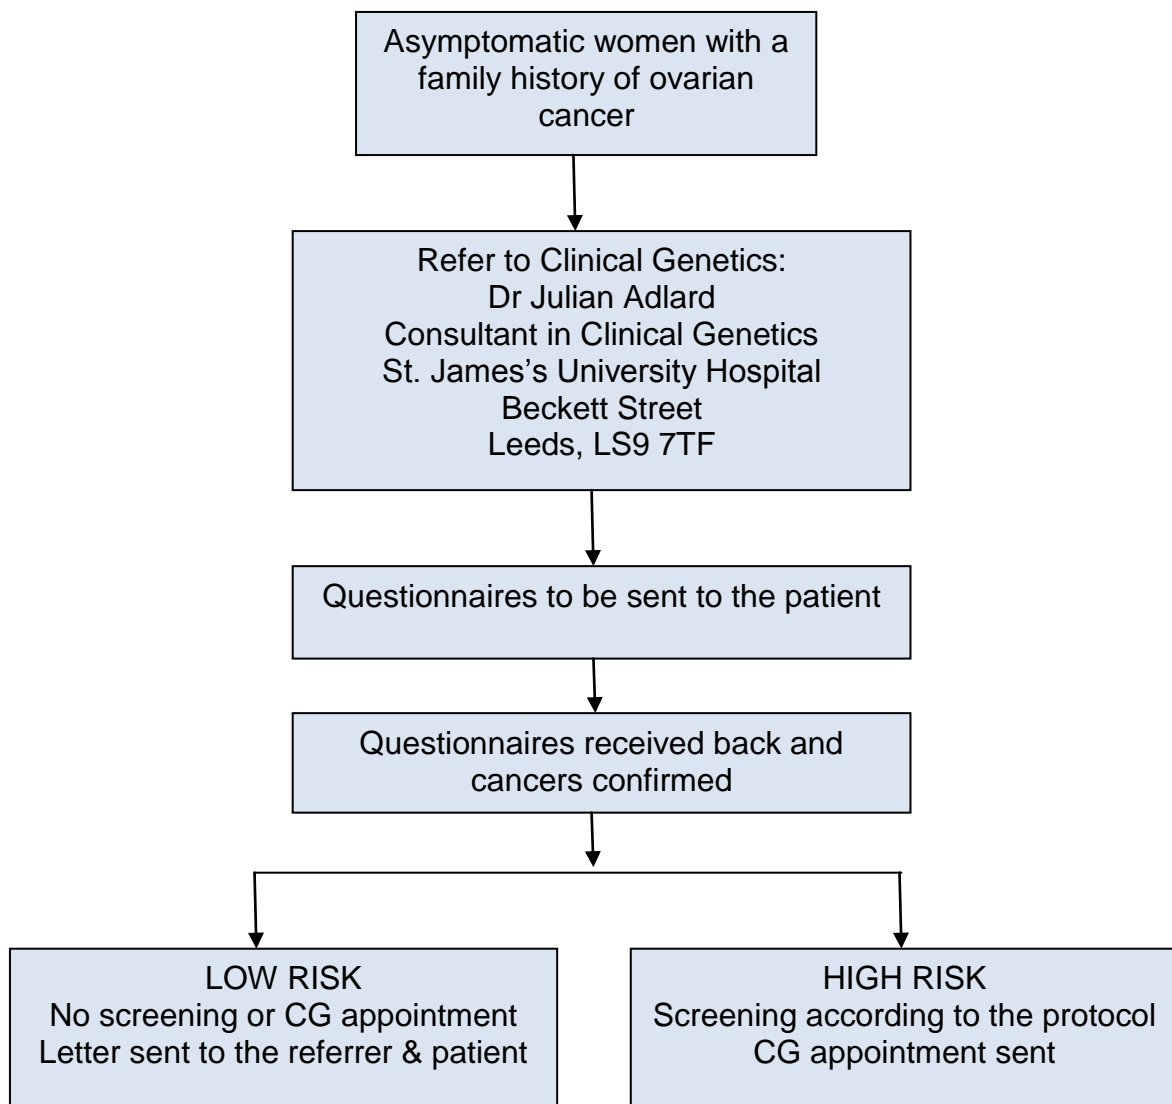 Asymptomatic women with a
family history of ovarian
cancer
Refer to Clinical Genetics:
Dr Julian Adlard
Consultant in Clinical Genetics
St. James’s University Hospital
Beckett Street
Leeds, LS9 7TF
Questionnaires to be sent to the patient
Questionnaires received back and
cancers confirmed
LOW RISK
No screening or CG appointment
Letter sent to the referrer & patient
HIGH RISK
Screening according to the protocol
CG appointment sent